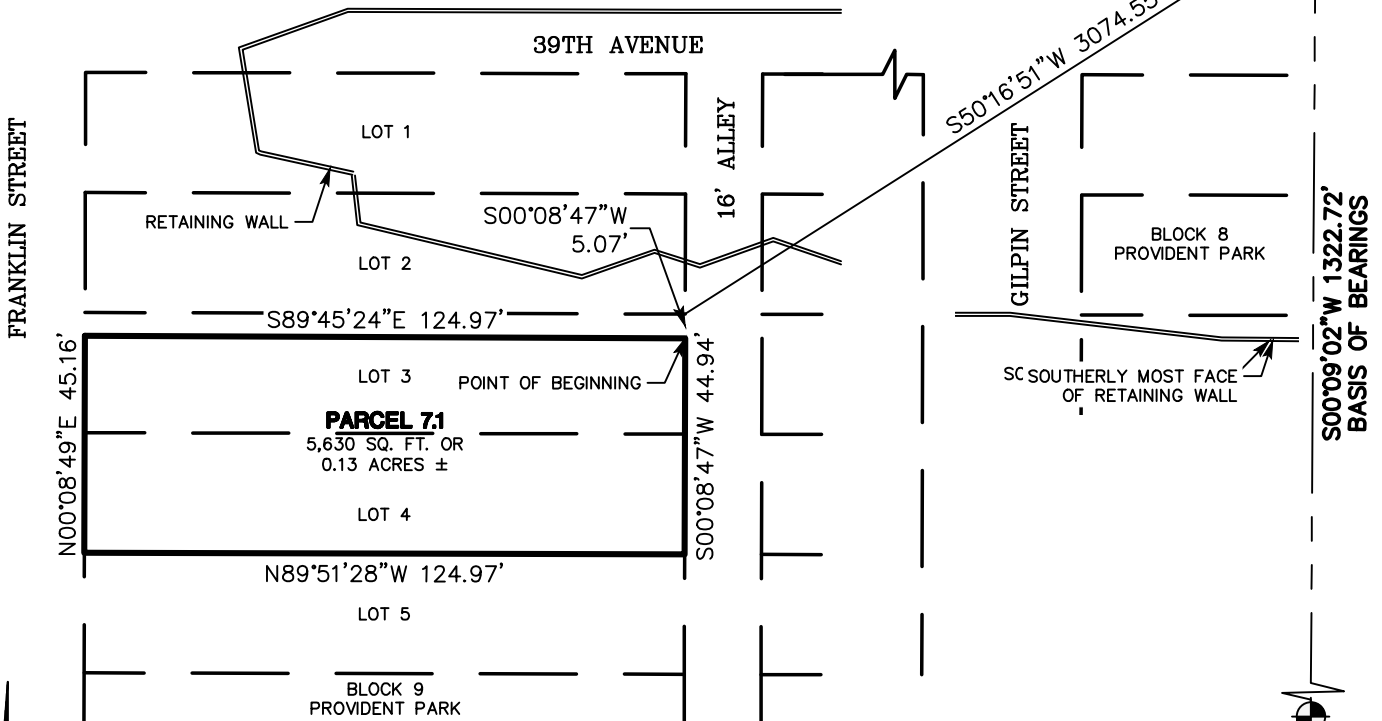 39TH AVENUE
S50°16'51"W 3074.55
FRANKLIN STREET
LOT 1
16' ALLEY
GILPIN STREET
RETAINING WALL
S00°08'47"W
5.07'
BLOCK 8
PROVIDENT PARK
S00°09'02"W 1322.72'
BASIS OF BEARINGS
LOT 2
S89°45'24"E 124.97'
N00°08'49"E 45.16'
LOT 3
POINT OF BEGINNING
S00°08'47"W 44.94'
SC SOUTHERLY MOST FACE
OF RETAINING WALL
PARCEL 7.1
5,630 SQ. FT. OR
0.13 ACRES ±
LOT 4
N89°51'28"W 124.97'
LOT 5
BLOCK 9
PROVIDENT PARK